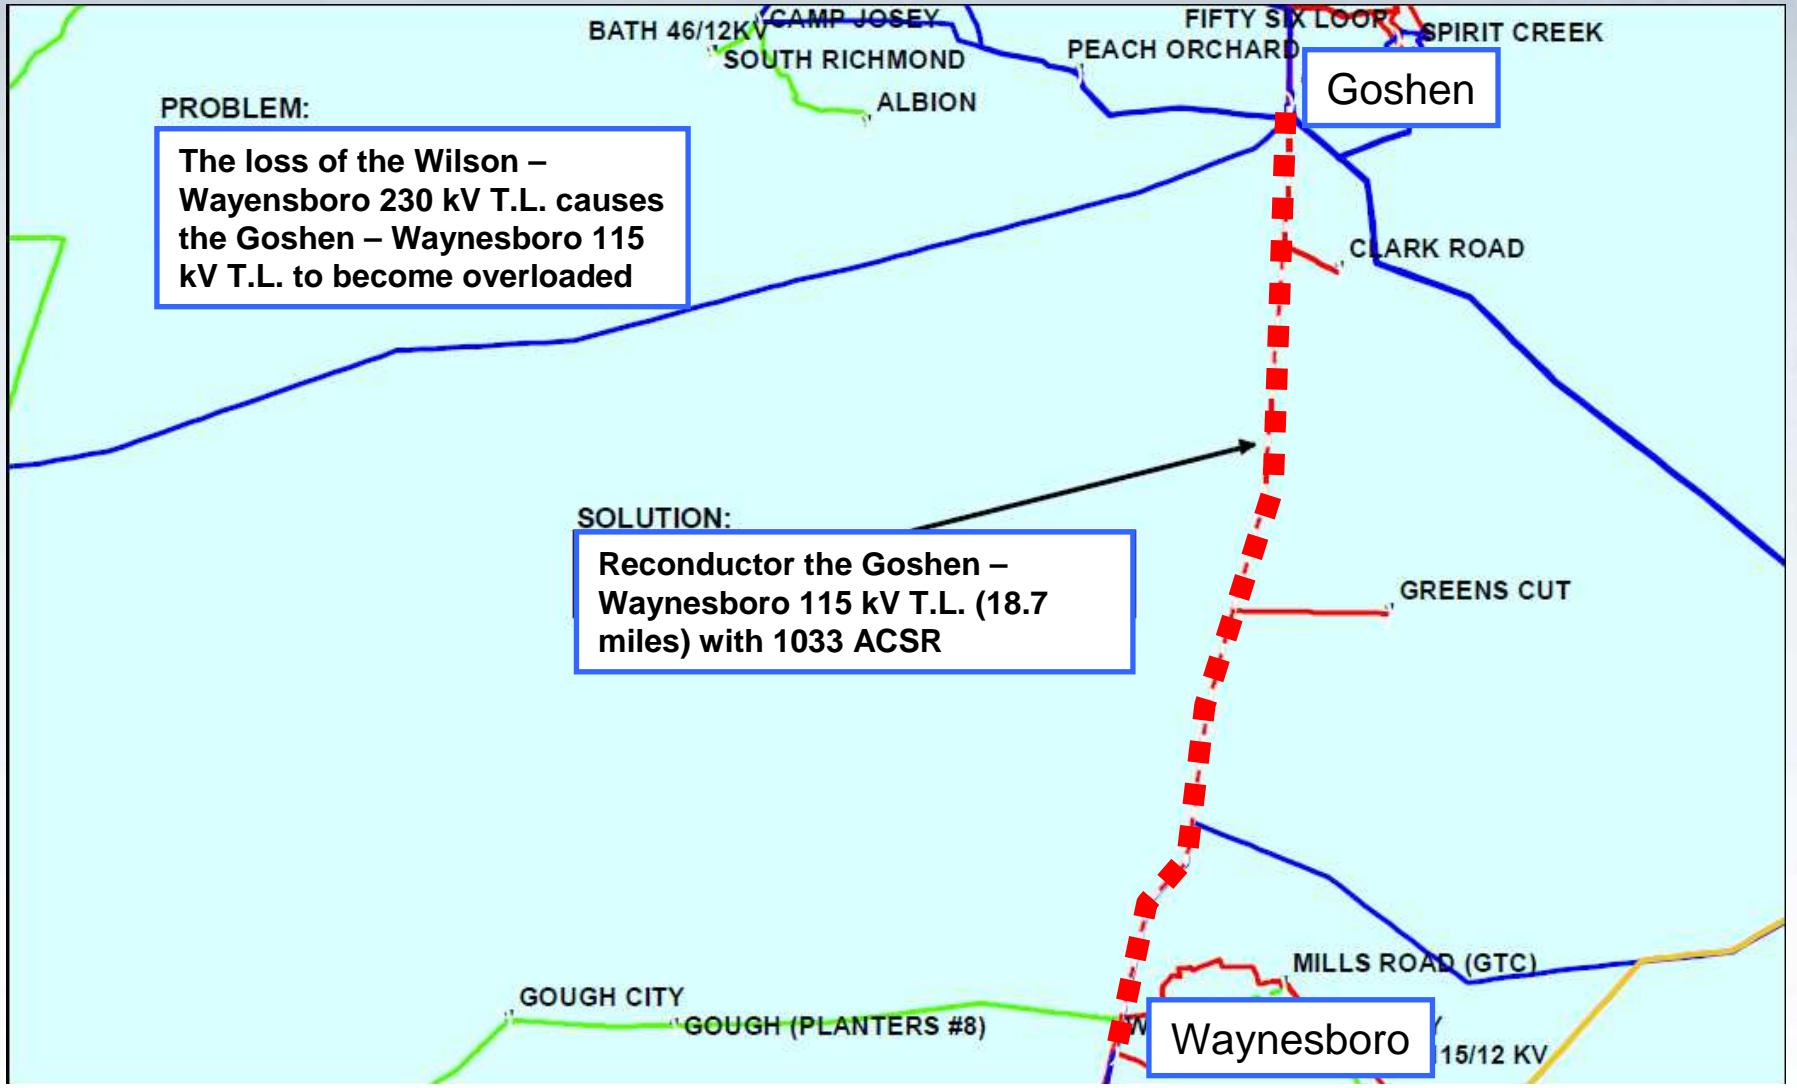 BATH 46/12KV
CAMP JOSEY
FIFTY SIX LOOP
SPIRIT CREEK
SOUTH RICHMOND
PEACH ORCHARD
Goshen
ALBION
PROBLEM:
The loss of the Wilson –
Wayensboro 230 kV T.L. causes
the Goshen – Waynesboro 115
kV T.L. to become overloaded
CLARK ROAD
SOLUTION:
Reconductor the Goshen –
Waynesboro 115 kV T.L. (18.7
miles) with 1033 ACSR
GREENS CUT
MILLS ROAD (GTC)
GOUGH CITY
GOUGH (PLANTERS #8)
Waynesboro
115/12 KV